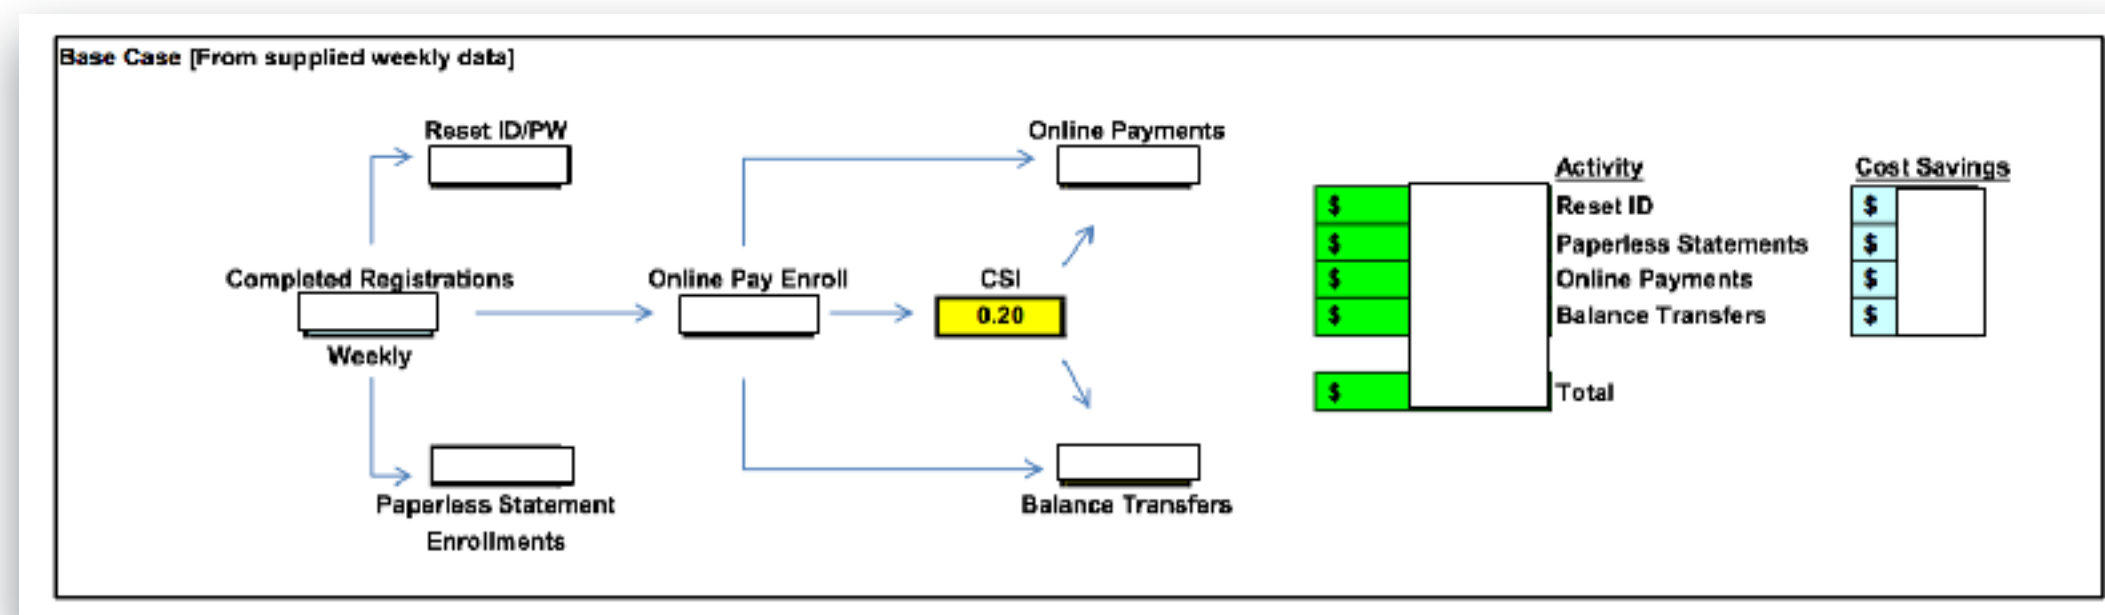 Base Case [From supplied weekly data]
Reset ID/PW
Online Payments
Completed Registrations
Weekly
Online Pay Enroll
CSI
0.20
Paperless Statement
Enrollments
Balance Transfers
Activity
Cost Savings
$ Reset ID $
$ Paperless Statements $
$ Online Payments $
$ Balance Transfers $
$ Total